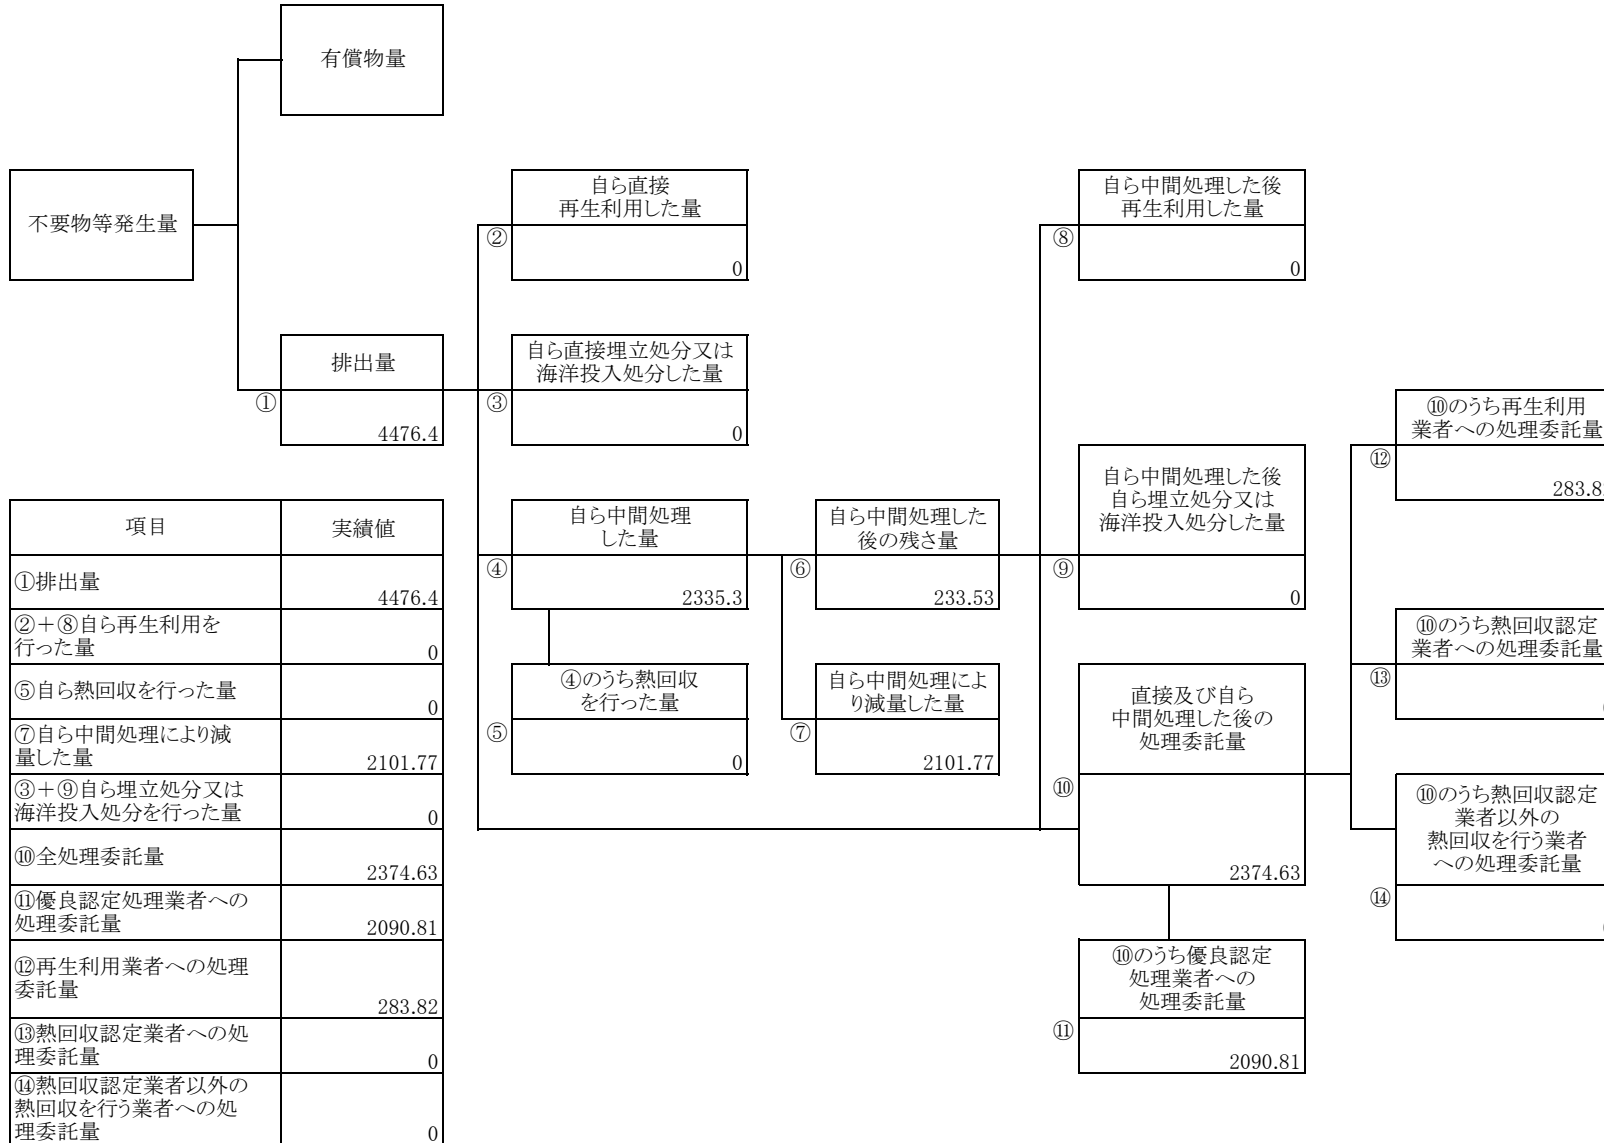 有償物量
不要物等発生量
自ら直接
再生利用した量
②
0
自ら中間処理した後
再生利用した量
⑧
0
排出量
①
4476.4
自ら直接埋立処分又は
海洋投入処分した量
③
0
⑩のうち再生利用
業者への処理委託量
⑫
283.8
自ら中間処理した後
自ら埋立処分又は
海洋投入処分した量
⑨
0
自ら中間処理
した量
④
2335.3
自ら中間処理した
後の残さ量
⑥
233.53
⑩のうち熱回収認定
業者への処理委託量
⑬
④のうち熱回収
を行った量
⑤
0
自ら中間処理によ
り減量した量
⑦
2101.77
直接及び自ら
中間処理した後の
処理委託量
⑩
2374.63
⑩のうち熱回収認定
業者以外の
熱回収を行う業者
への処理委託量
⑭
⑩のうち優良認定
処理業者への
処理委託量
⑪
2090.81
項目 実績値
①排出量
4476.4
②+⑧自ら再生利用を
行った量 0
⑤自ら熱回収を行った量
0
⑦自ら中間処理により減
量した量 2101.77
③+⑨自ら埋立処分又は
海洋投入処分を行った量 0
⑩全処理委託量
2374.63
⑪優良認定処理業者への
処理委託量 2090.81
⑫再生利用業者への処理
委託量
283.82
⑬熱回収認定業者への処
理委託量 0
⑭熱回収認定業者以外の
熱回収を行う業者への処
理委託量 0